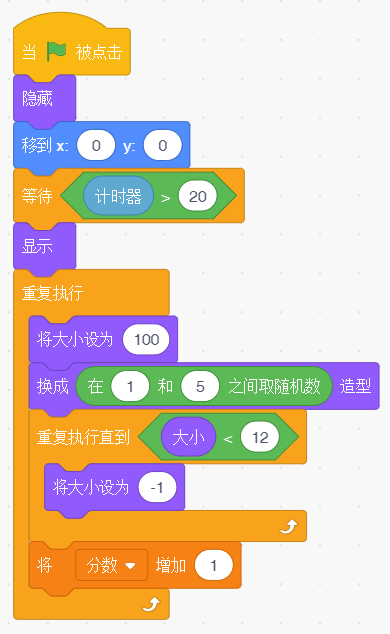 当 被点击
隐藏
移到 x: 0 y: 0
等待 计时器 > 20
显示
重复执行
将大小设为 100
换成 在 1 和 5 之间取随机数 造型
重复执行直到 大小 < 12
将大小设为 -1
将 分数 增加 1